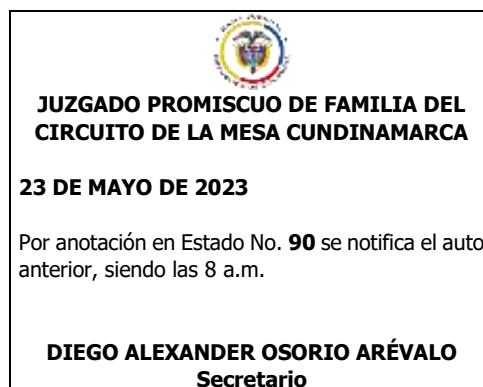 JUZGADO PROMISCUO DE FAMILIA DEL
CIRCUITO DE LA MESA CUNDINAMARCA
23 DE MAYO DE 2023
Por anotación en Estado No. 90 se notifica el auto
anterior, siendo las 8 a.m.
DIEGO ALEXANDER OSORIO ARÉVALO
Secretario